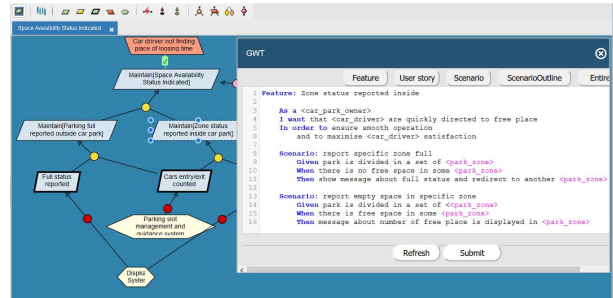 Space Avaialbility Status Indicated
Car driver not finding
place of loosing time
Maintain[Space Availability
Status Indicated]
Maintain[Parking full
reported outside car park]
Maintain[Zone status
reported inside car park]
Full status
reported
Cars entry/exit
counted
Parking slot
management and
guidance system
Display
System
GWT
Feature
User story
Scenario
ScenarioOutline
Entire
1 Feature: Zone status reported inside
2
3 As a <car_park_owner>
4 I want that <car_driver> are quickly directed to free place
5 In order to ensure smooth operation
6 and to maximise <car_driver> satisfaction
7
8 Scenario: report specific zone full
9 Given park is divided in a set of <park_zone>
10 When there is no free space in some <park_zone>
11 Then show message about full status and redirect to another <park_zone>
12
13 Scenario: report empty space in specific zone
14 Given park is divided in a set of <<park_zone>
15 When there is free space in some <park_zone>
16 Then message about number of free place is displayed in <park_zone>
Refresh
Submit